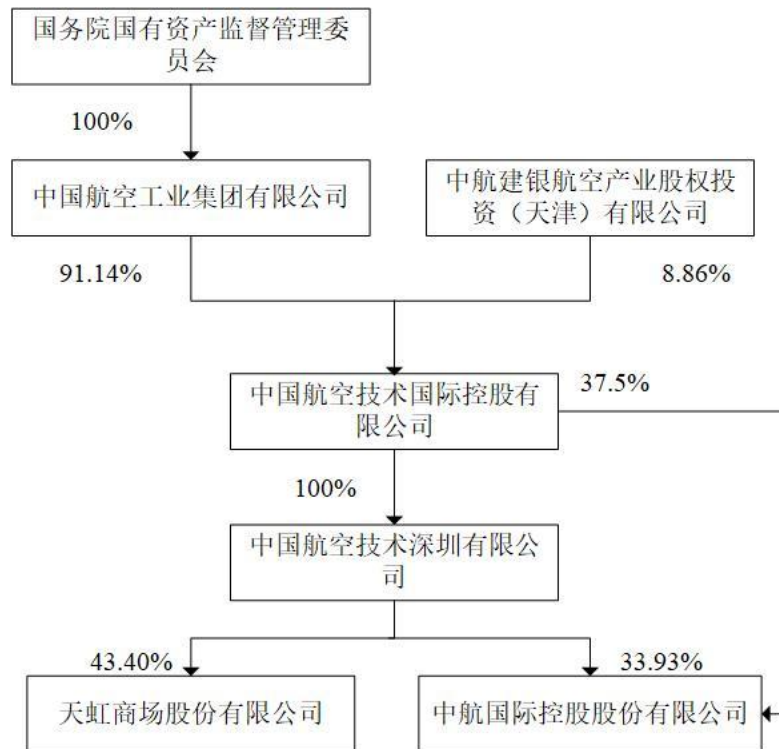 国务院国有资产监督管理委
员会
100%
中国航空工业集团有限公司
中航建银航空产业股权投
资（天津）有限公司
91.14%
8.86%
中国航空技术国际控股有
限公司
37.5%
100%
中国航空技术深圳有限公
司
43.40%
33.93%
天虹商场股份有限公司
中航国际控股股份有限公司